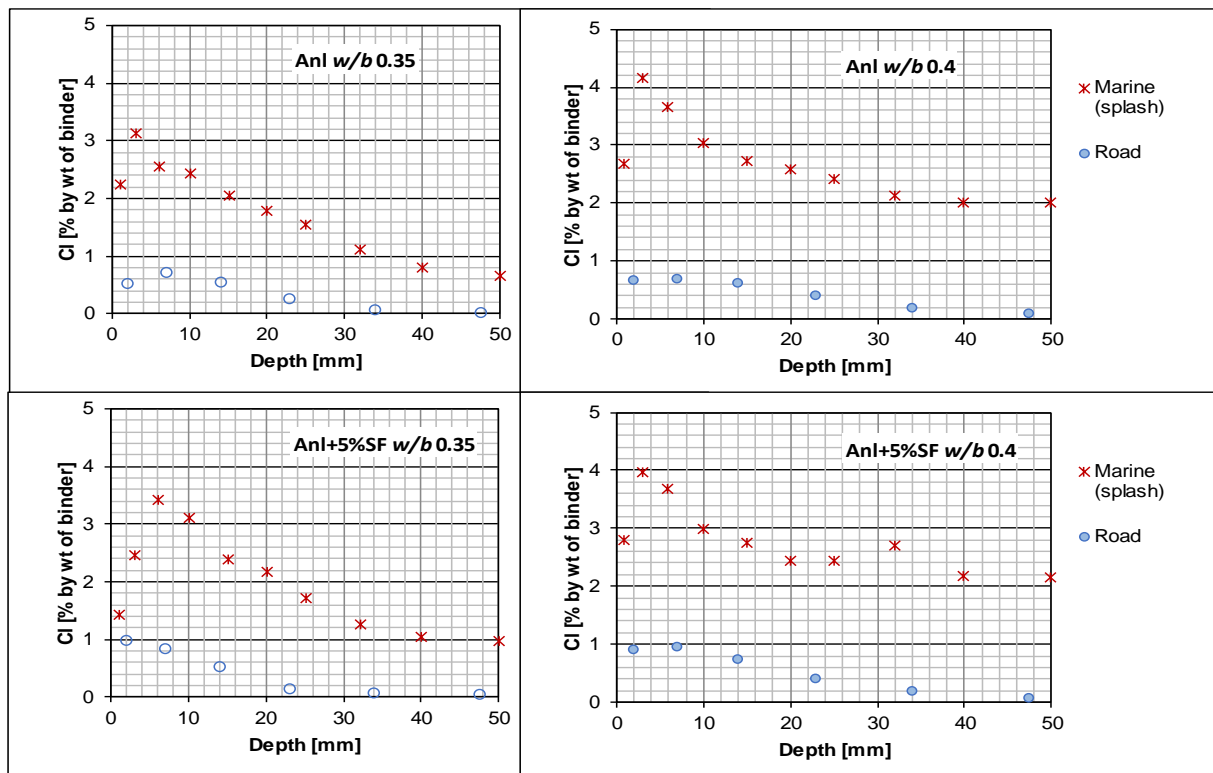 Anl w/b 0.35
Cl [% by wt of binder]
5
4
3
2
1
0
0 10 20 30 40 50
Depth [mm]
Anl w/b 0.4
Cl [% by wt of binder]
5
4
3
2
1
0
0 10 20 30 40 50
Depth [mm]
Marine
(splash)
Road
Anl+5%SF w/b 0.35
Cl [% by wt of binder]
5
4
3
2
1
0
0 10 20 30 40 50
Depth [mm]
Anl+5%SF w/b 0.4
Cl [% by wt of binder]
5
4
3
2
1
0
0 10 20 30 40 50
Depth [mm]
Marine
(splash)
Road